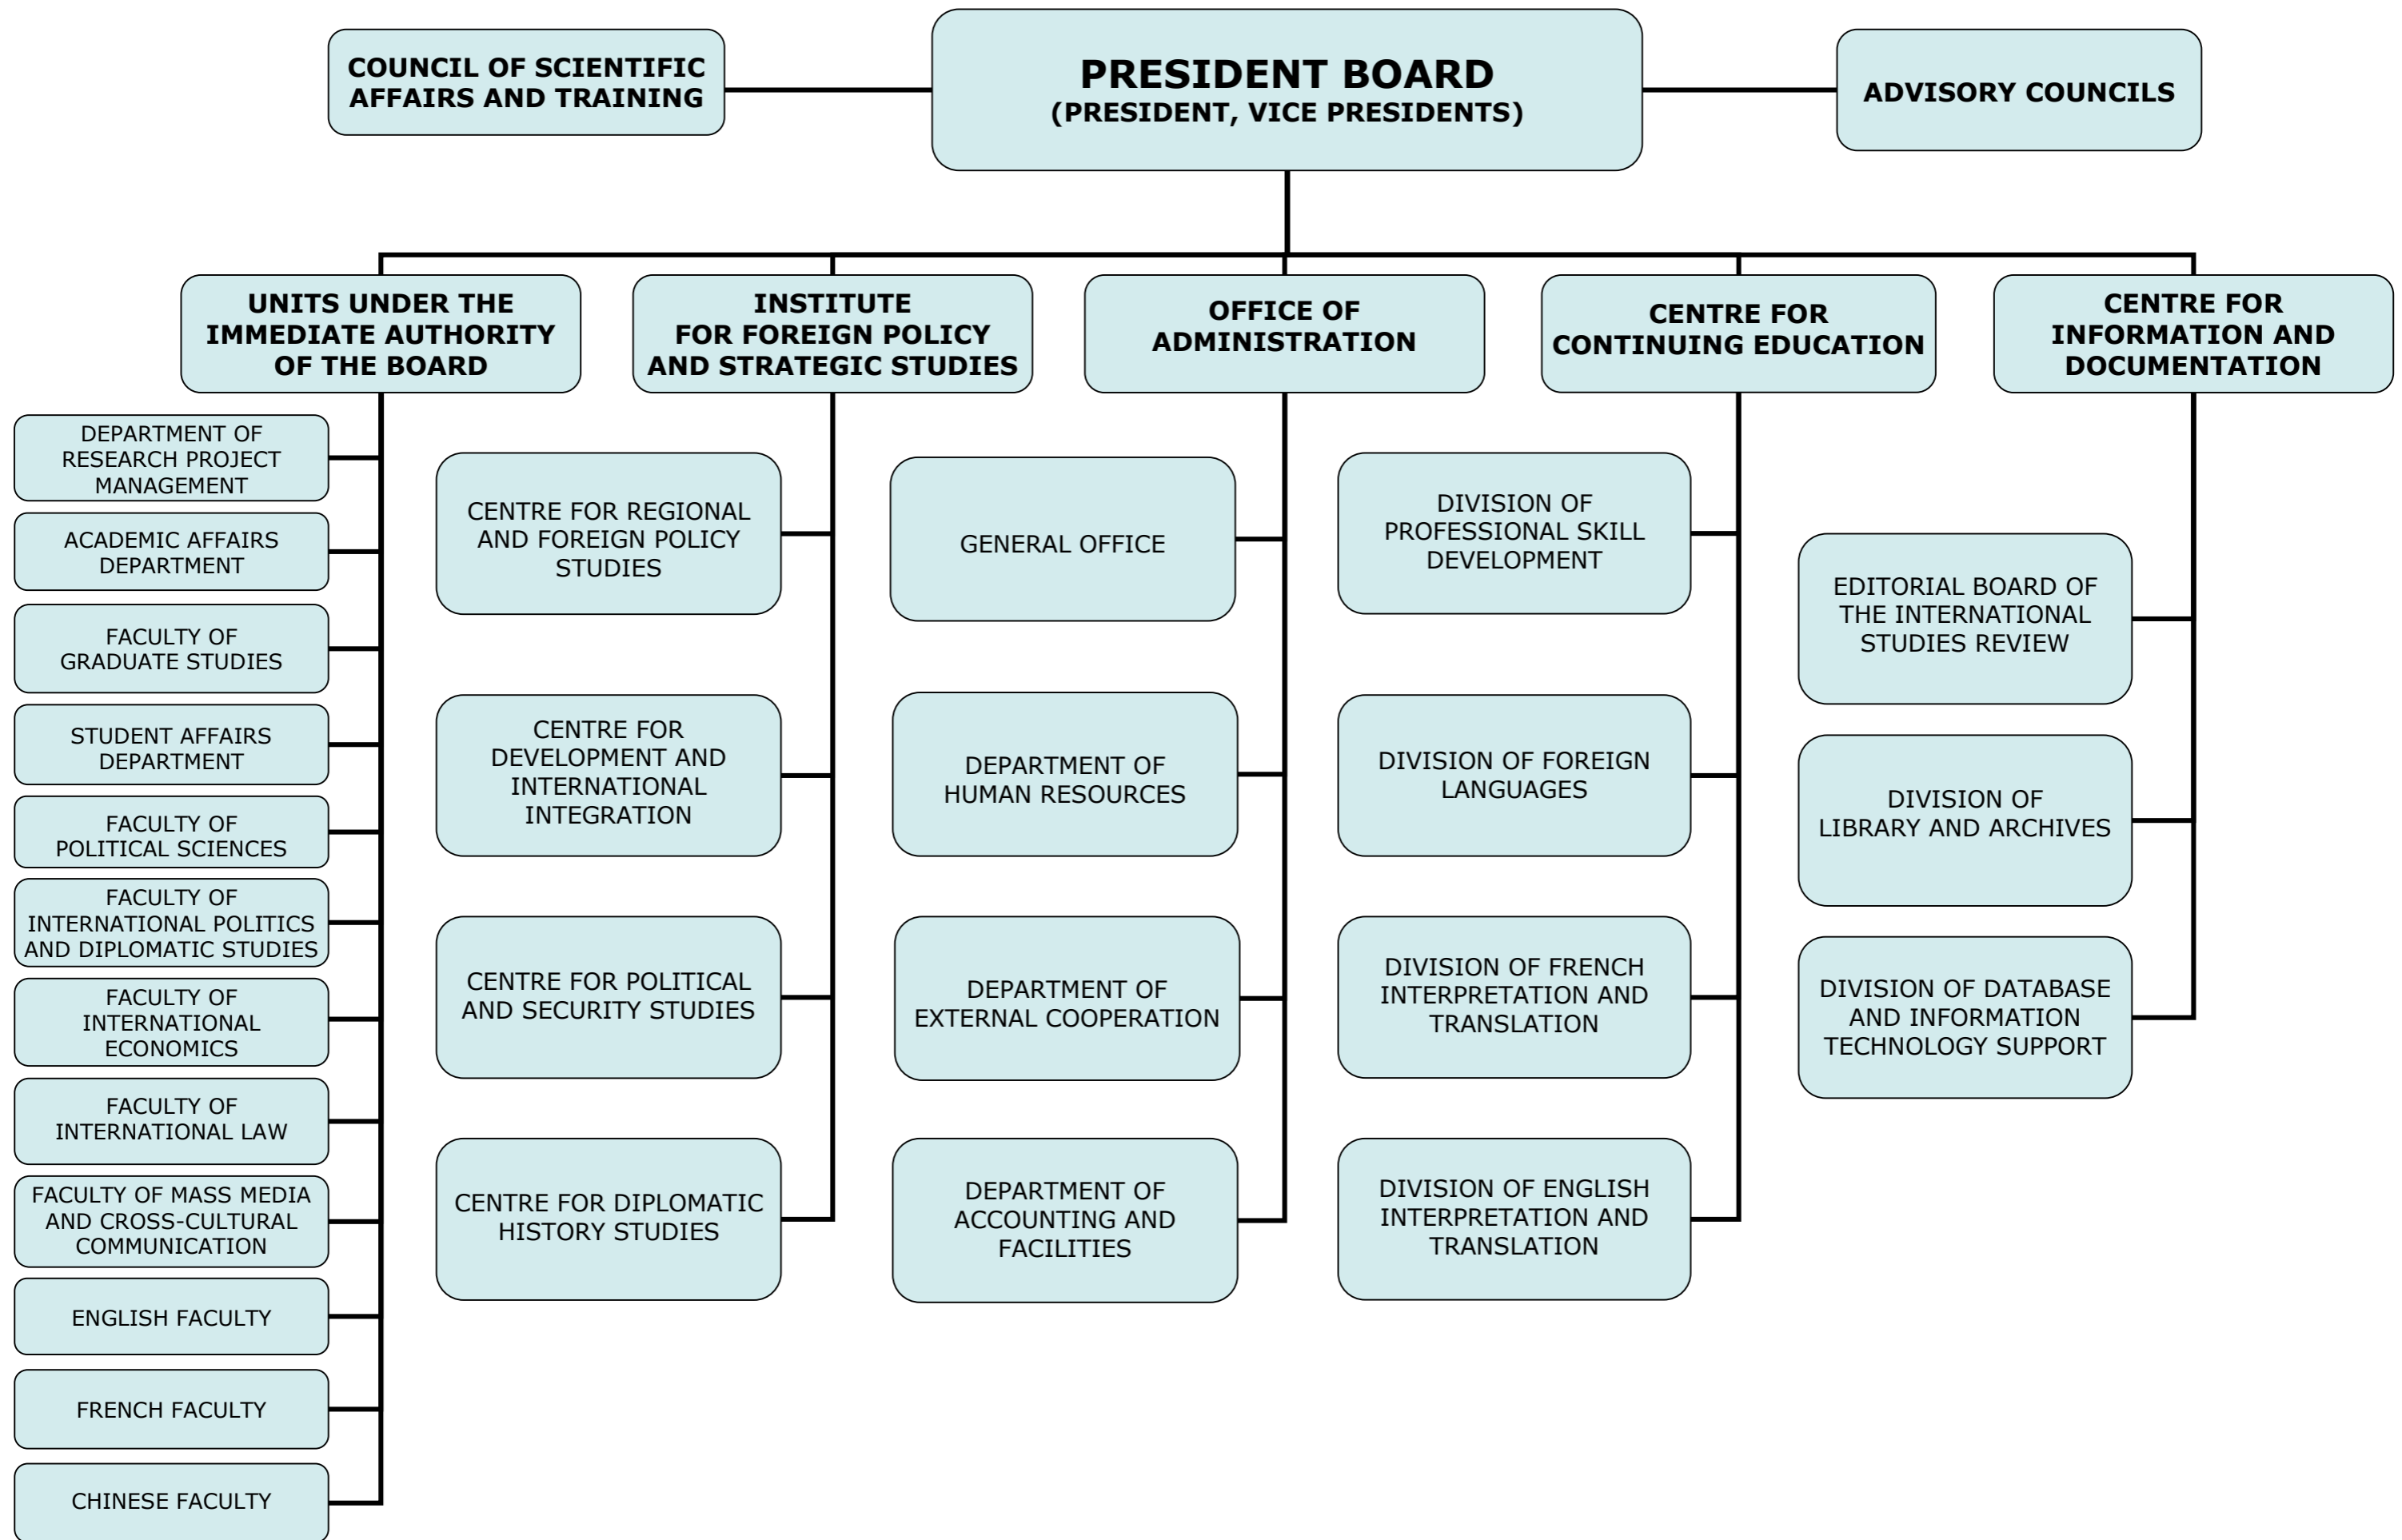 COUNCIL OF SCIENTIFIC
AFFAIRS AND TRAINING
PRESIDENT BOARD
(PRESIDENT, VICE PRESIDENTS)
ADVISORY COUNCILS
UNITS UNDER THE
IMMEDIATE AUTHORITY
OF THE BOARD
INSTITUTE
FOR FOREIGN POLICY
AND STRATEGIC STUDIES
OFFICE OF
ADMINISTRATION
CENTRE FOR
CONTINUING EDUCATION
CENTRE FOR
INFORMATION AND
DOCUMENTATION
DEPARTMENT OF
RESEARCH PROJECT
MANAGEMENT
ACADEMIC AFFAIRS
DEPARTMENT
FACULTY OF
GRADUATE STUDIES
STUDENT AFFAIRS
DEPARTMENT
FACULTY OF
POLITICAL SCIENCES
FACULTY OF
INTERNATIONAL POLITICS
AND DIPLOMATIC STUDIES
FACULTY OF
INTERNATIONAL
ECONOMICS
FACULTY OF
INTERNATIONAL LAW
FACULTY OF MASS MEDIA
AND CROSS-CULTURAL
COMMUNICATION
ENGLISH FACULTY
FRENCH FACULTY
CHINESE FACULTY
CENTRE FOR REGIONAL
AND FOREIGN POLICY
STUDIES
CENTRE FOR
DEVELOPMENT AND
INTERNATIONAL
INTEGRATION
CENTRE FOR POLITICAL
AND SECURITY STUDIES
CENTRE FOR DIPLOMATIC
HISTORY STUDIES
GENERAL OFFICE
DEPARTMENT OF
HUMAN RESOURCES
DEPARTMENT OF
EXTERNAL COOPERATION
DEPARTMENT OF
ACCOUNTING AND
FACILITIES
DIVISION OF
PROFESSIONAL SKILL
DEVELOPMENT
DIVISION OF FOREIGN
LANGUAGES
DIVISION OF FRENCH
INTERPRETATION AND
TRANSLATION
DIVISION OF ENGLISH
INTERPRETATION AND
TRANSLATION
EDITORIAL BOARD OF
THE INTERNATIONAL
STUDIES REVIEW
DIVISION OF
LIBRARY AND ARCHIVES
DIVISION OF DATABASE
AND INFORMATION
TECHNOLOGY SUPPORT